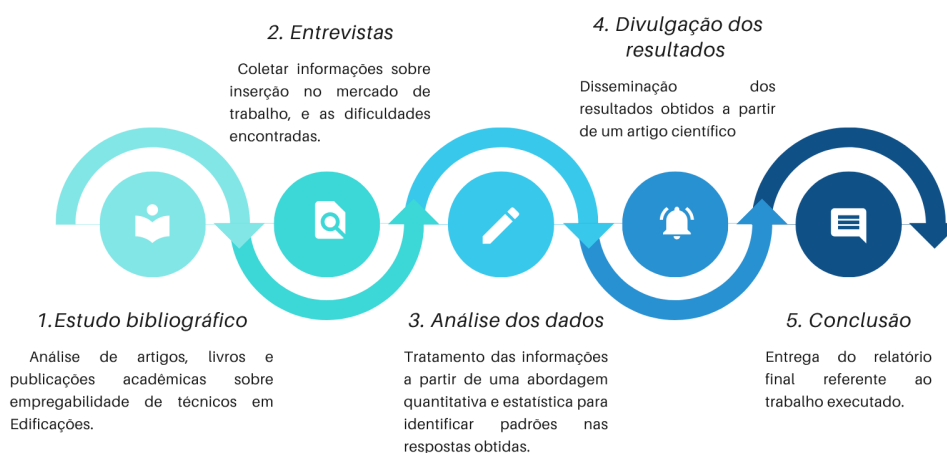 1.Estudo bibliográfico
Análise de artigos, livros e
publicações acadêmicas sobre
empregabilidade de técnicos em
Edificações.
2. Entrevistas
Coletar informações sobre
inserção no mercado de
trabalho, e as dificuldades
encontradas.
3. Análise dos dados
Tratamento das informações
a partir de uma abordagem
quantitativa e estatística para
identificar padrões nas
respostas obtidas.
4. Divulgação dos
resultados
Disseminação dos
resultados obtidos a partir
de um artigo científico
5. Conclusão
Entrega do relatório
final referente ao
trabalho executado.